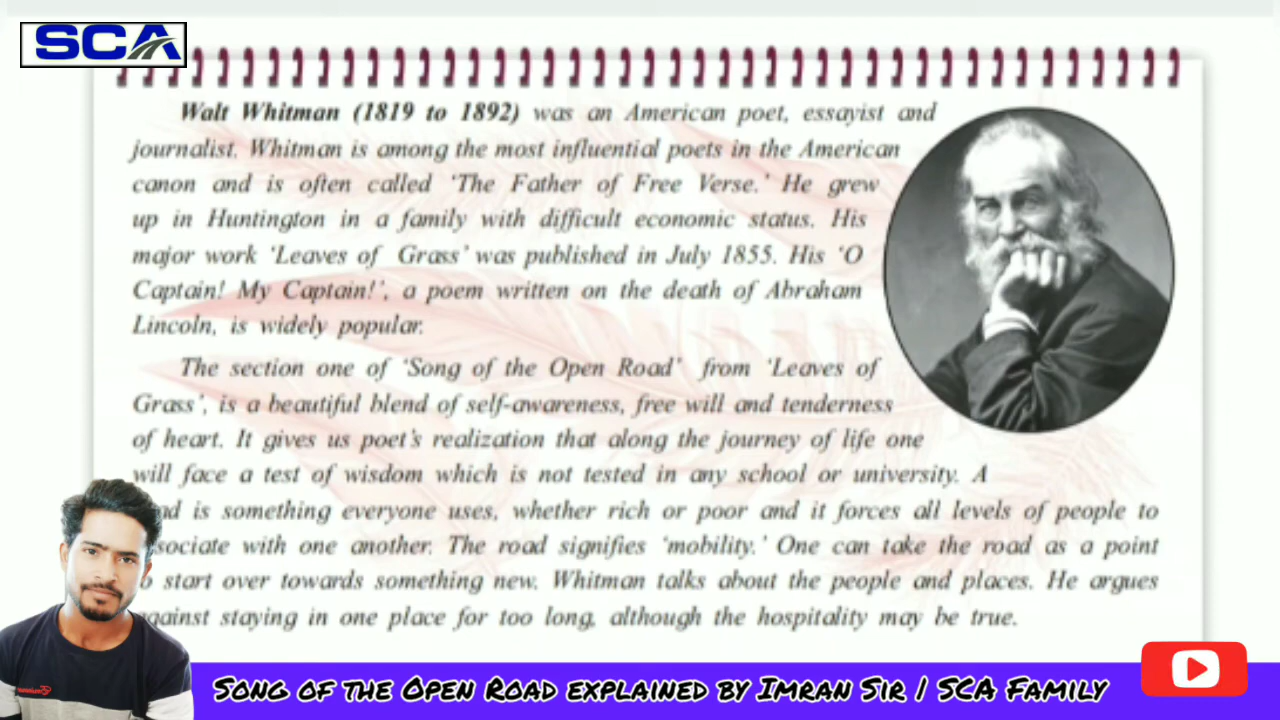 SCA
Walt Whitman (1819 to 1892) was an American poet, essayist and
journalist. Whitman is among the most influential poets in the American
canon and is often called 'The Father of Free Verse.' He grew
up in Huntington in a family with difficult economic status. His
major work 'Leaves of Grass' was published in July 1855. His 'O
Captain! My Captain!', a poem written on the death of Abraham
Lincoln, is widely popular.
The section one of 'Song of the Open Road' from 'Leaves of
Grass', is a beautiful blend of self-awareness, free will and tenderness
of heart. It gives us poet's realization that along the journey of life one
will face a test of wisdom which is not tested in any school or university. A
is something everyone uses, whether rich or poor and it forces all levels of people to
with one another. The road signifies 'mobility.' One can take the road as a point
start over towards something new. Whitman talks about the people and places. He argues
staying in one place for too long, although the hospitality may be true.
Song of the Open Road explained by Imran Sir / SCA Family